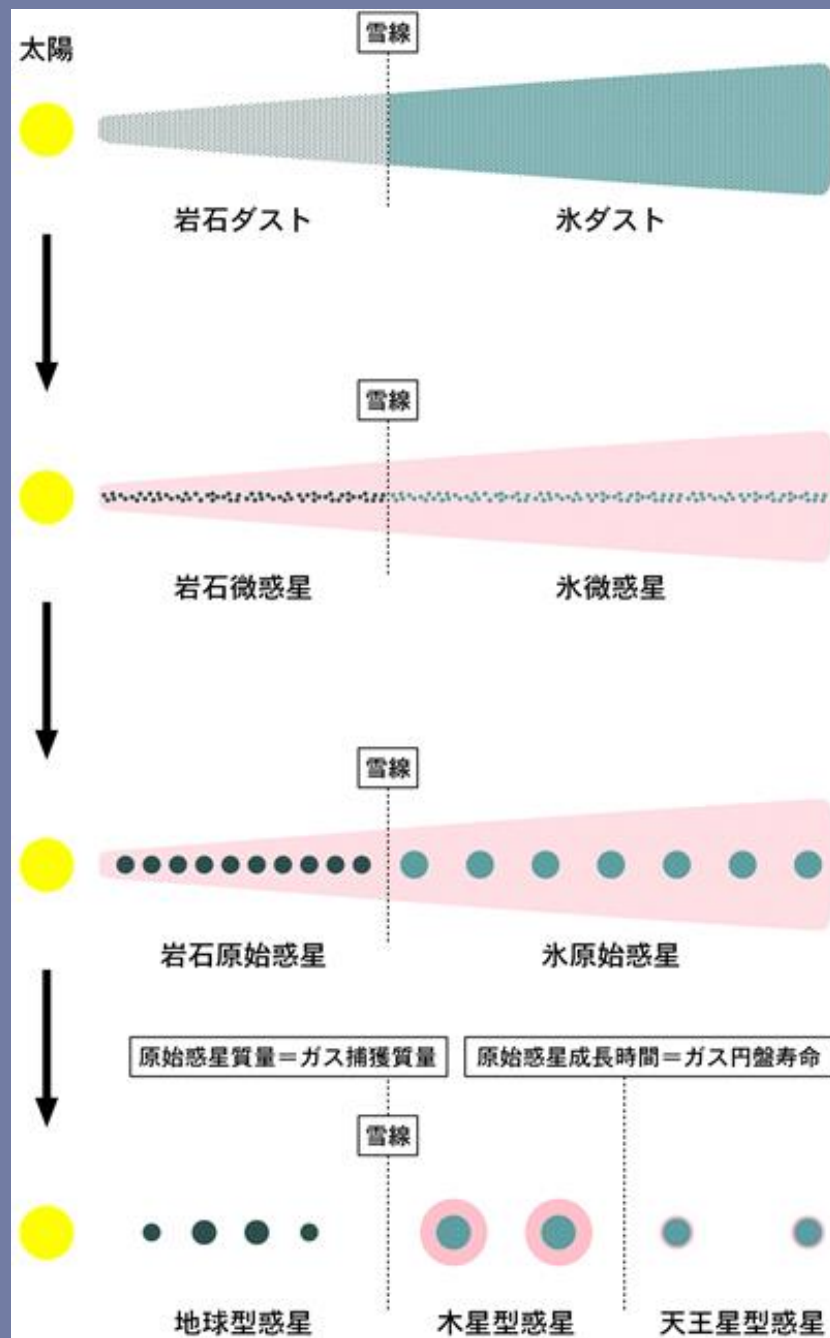 雪線
太陽
岩石ダスト
氷ダスト
雪線
岩石微惑星
氷微惑星
雪線
岩石原始惑星
氷原始惑星
原始惑星質量＝ガス捕獲質量
原始惑星成長時間＝ガス円盤寿命
雪線
地球型惑星
木星型惑星
天王星型惑星